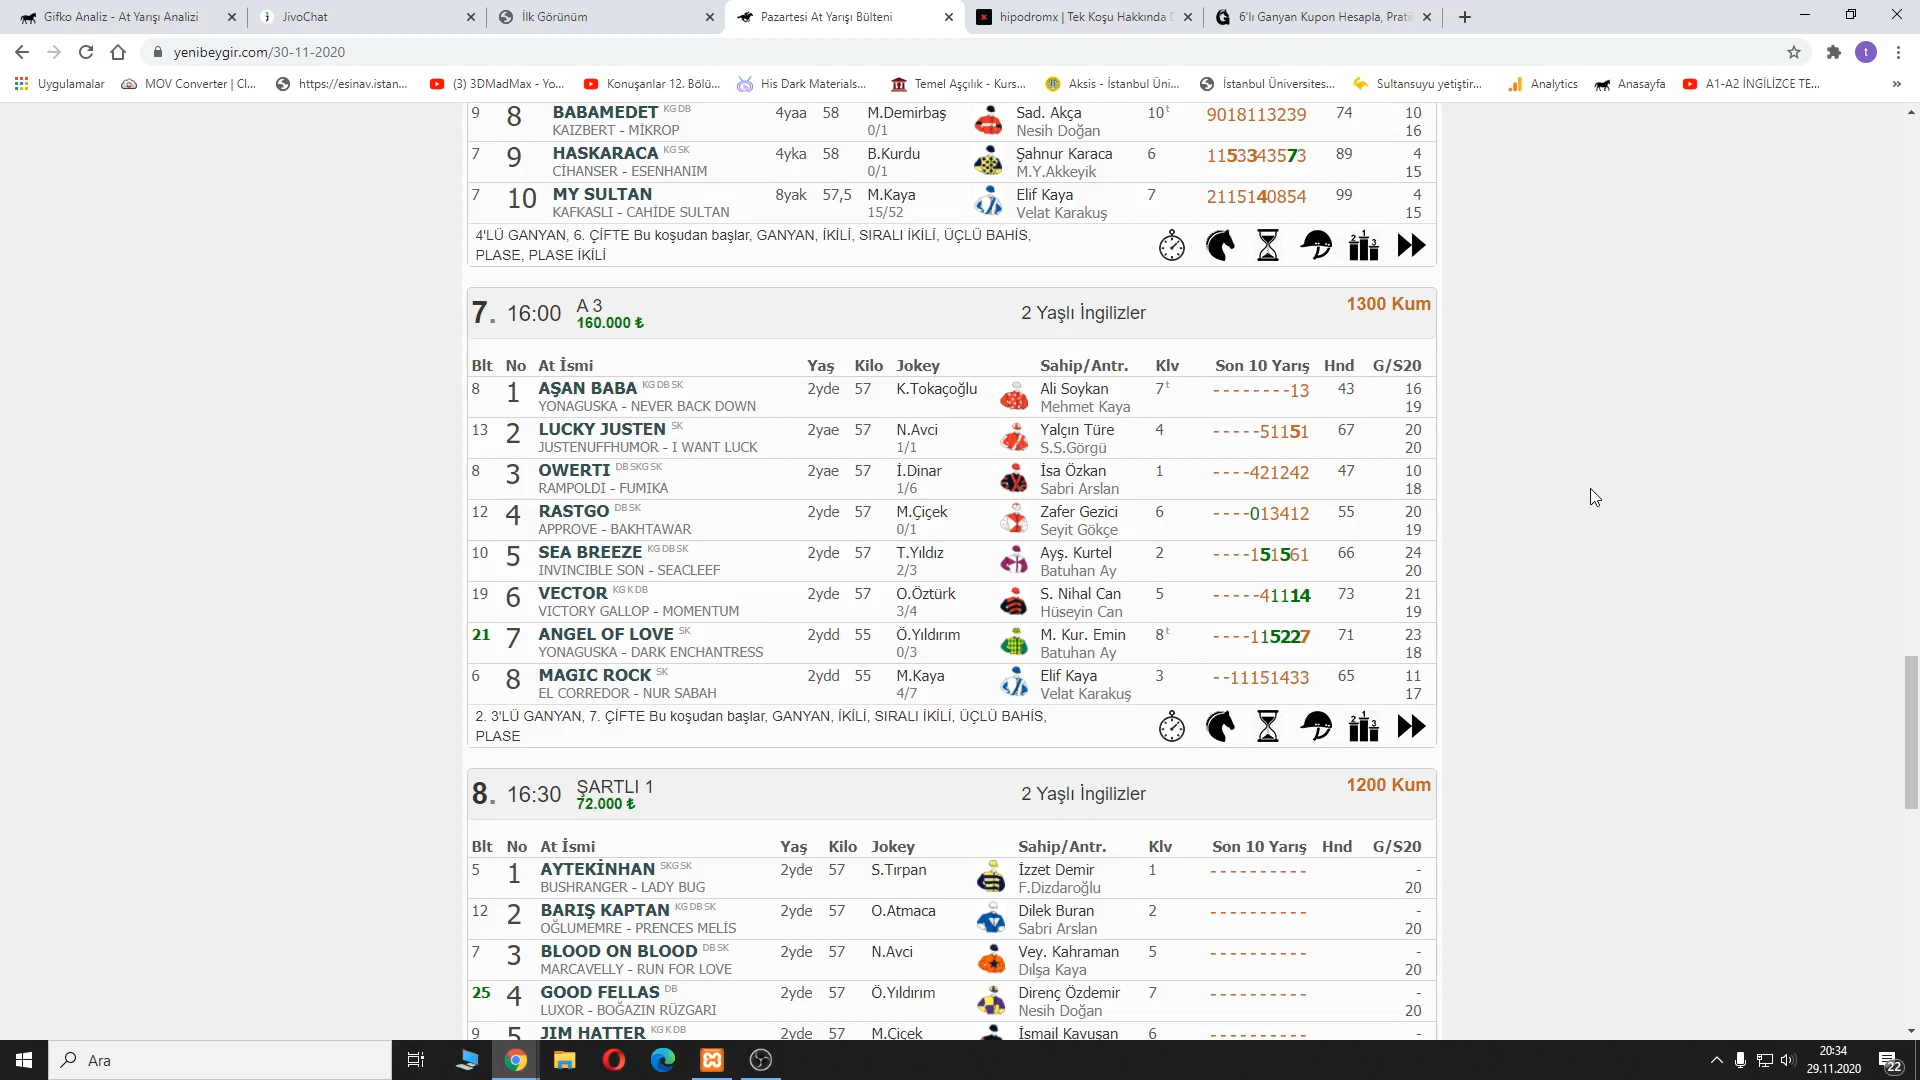 Gifko Analiz - At Yarışı Analizi
JivoChat
İlk Görünüm
Pazartesi At Yarışı Bülteni
hipodromx | Tek Koşu Hakkında
6'lı Ganyan Kupon Hesapla, Prati
yenibeygir.com/30-11-2020
t
Uygulamalar
MOV Converter | Cl...
https://esinav.istan...
(3) 3DMadMax - Yo...
Konuşanlar 12. Bölü...
His Dark Materials...
Temel Aşçılık - Kurs...
Aksis - İstanbul Üni...
İstanbul Üniversites...
Sultansuyu yetiştir...
Analytics
Anasayfa
A1-A2 İNGİLİZCE TE...
»
9 8 BABAMEDET KG DB 4yaa 58 M.Demirbaş Sad. Akça 10t 9018113239 74 10
KAIZBERT - MİKROP 0/1 Nesih Doğan 16
7 9 HASKARACA KG SK 4yka 58 B.Kurdu Şahnur Karaca 6 1153343573 89 4
CİHANSER - ESENHANIM 0/1 M.Y.Akkeyik 15
7 10 MY SULTAN 8yak 57,5 M.Kaya Elif Kaya 7 2115140854 99 4
KAFKASLI - CAHİDE SULTAN 15/52 Velat Karakuş 15
4'LÜ GANYAN, 6. ÇİFTE Bu koşudan başlar, GANYAN, İKİLİ, SIRALI İKİLİ, ÜÇLÜ BAHİS,
PLASE, PLASE İKİLİ
7. 16:00 A 3 2 Yaşlı İngilizler 1300 Kum
160.000 ₺
Blt No At İsmi Yaş Kilo Jokey Sahip/Antr. Klv Son 10 Yarış Hnd G/S20
8 1 AŞAN BABA KG DB SK 2yde 57 K.Tokaçoğlu Ali Soykan 7t --------13 43 16
YONAGUSKA - NEVER BACK DOWN Mehmet Kaya 19
13 2 LUCKY JUSTEN SK 2yae 57 N.Avci Yalçın Türe 4 -----51151 67 20
JUSTENUFFHUMOR - I WANT LUCK 1/1 S.S.Görgü 20
8 3 OWERTI DB SKG SK 2yae 57 İ.Dinar İsa Özkan 1 ----421242 47 10
RAMPOLDI - FUMIKA 1/6 Sabri Arslan 18
12 4 RASTGO DB SK 2yde 57 M.Çiçek Zafer Gezici 6 ----013412 55 20
APPROVE - BAKHTAWAR 0/1 Seyit Gökçe 19
10 5 SEA BREEZE KG DB SK 2yde 57 T.Yıldız Ayş. Kurtel 2 ----151561 66 24
INVINCIBLE SON - SEACLEEF 2/3 Batuhan Ay 20
19 6 VECTOR KG K DB 2yde 57 O.Öztürk S. Nihal Can 5 -----41114 73 21
VICTORY GALLOP - MOMENTUM 3/4 Hüseyin Can 19
21 7 ANGEL OF LOVE SK 2ydd 55 Ö.Yıldırım M. Kur. Emin 8t ----115227 71 23
YONAGUSKA - DARK ENCHANTRESS 0/3 Batuhan Ay 18
6 8 MAGIC ROCK SK 2ydd 55 M.Kaya Elif Kaya 3 --11151433 65 11
EL CORREDOR - NUR SABAH 4/7 Velat Karakuş 17
2. 3'LÜ GANYAN, 7. ÇİFTE Bu koşudan başlar, GANYAN, İKİLİ, SIRALI İKİLİ, ÜÇLÜ BAHİS,
PLASE
8. 16:30 ŞARTLI 1 2 Yaşlı İngilizler 1200 Kum
72.000 ₺
Blt No At İsmi Yaş Kilo Jokey Sahip/Antr. Klv Son 10 Yarış Hnd G/S20
5 1 AYTEKİNHAN SKG SK 2yde 57 S.Tırpan İzzet Demir 1 ---------- -
BUSHRANGER - LADY BUG F.Dizdaroğlu 20
12 2 BARIŞ KAPTAN KG DB SK 2yde 57 O.Atmaca Dilek Buran 2 ---------- -
OĞLUMEMRE - PRENCES MELİS Sabri Arslan 20
7 3 BLOOD ON BLOOD DB SK 2yde 57 N.Avci Vey. Kahraman 5 ---------- -
MARCAVELLY - RUN FOR LOVE Dılşa Kaya 20
25 4 GOOD FELLAS DB 2yde 57 Ö.Yıldırım Direnç Özdemir 7 ---------- -
LUXOR - BOĞAZIN RÜZGARI Nesih Doğan 20
9 5 JIM HATTER KG K DB 2yde 57 M.Çiçek İsmail Kavuşan 6 ---------- -
Ara
20:34
29.11.2020
22